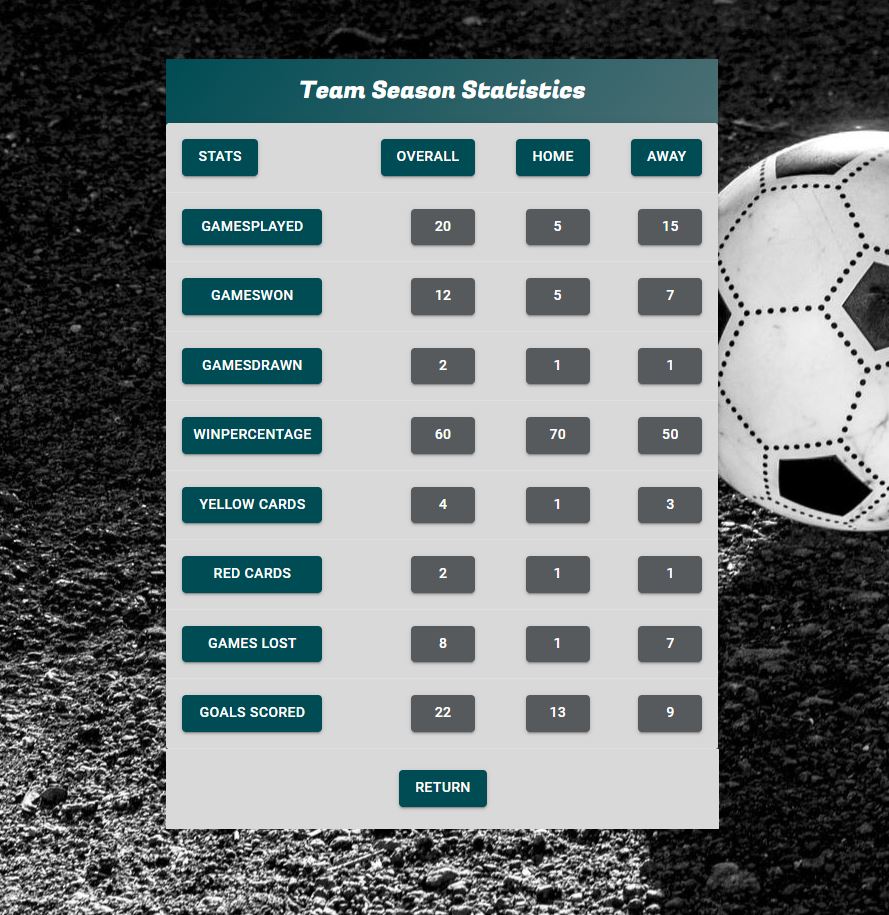 Team Season Statistics
STATS OVERALL HOME AWAY
GAMESPLAYED 20 5 15
GAMESWON 12 5 7
GAMESDRAWN 2 1 1
WINPERCENTAGE 60 70 50
YELLOW CARDS 4 1 3
RED CARDS 2 1 1
GAMES LOST 8 1 7
GOALS SCORED 22 13 9
RETURN